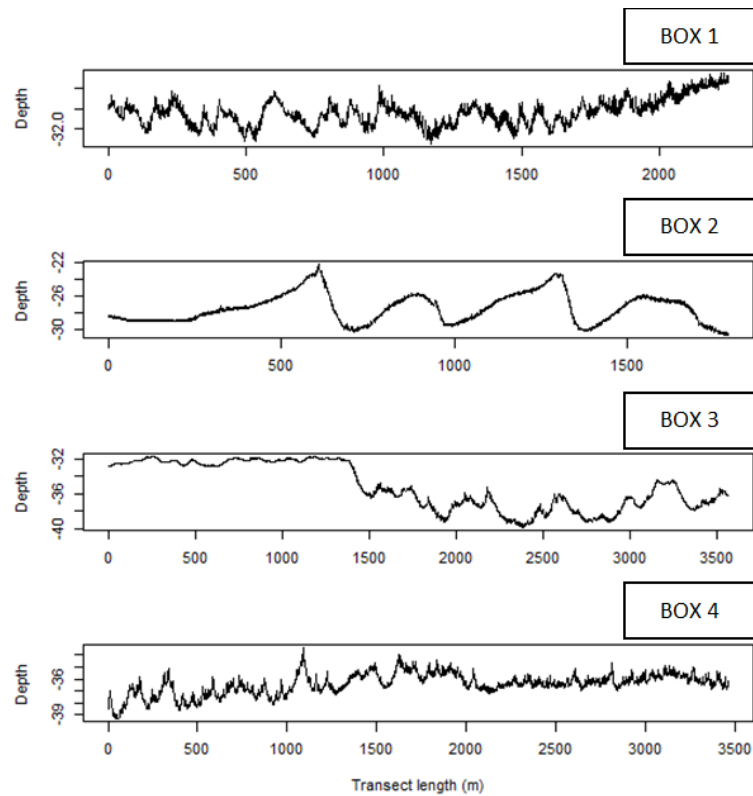 BOX 1
Depth
-32.0
0 500 1000 1500 2000
BOX 2
Depth
-22
-26
-30
0 500 1000 1500
BOX 3
Depth
-32
-36
-40
0 500 1000 1500 2000 2500 3000 3500
BOX 4
Depth
-36
-39
0 500 1000 1500 2000 2500 3000 3500
Transect length (m)